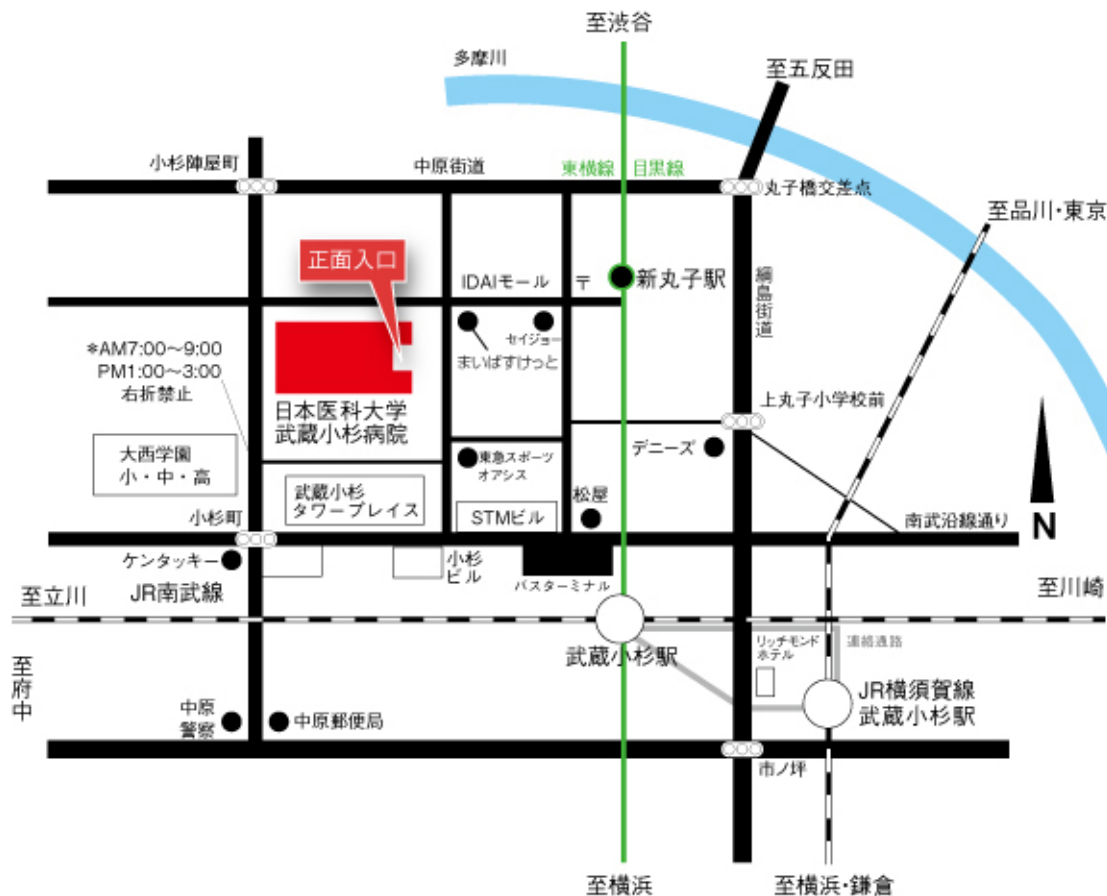 至渋谷
多摩川
至五反田
小杉陣屋町
中原街道
東横線
目黒線
丸子橋交差点
至品川・東京
正面入口
IDAIモール
〒
新丸子駅
綱島街道
セイジョー
まいばすけっと
*AM7:00～9:00
PM1:00～3:00
右折禁止
日本医科大学
武蔵小杉病院
上丸子小学校前
デニーズ
大西学園
小・中・高
東急スポーツ
オアシス
武蔵小杉
タワープレイス
松屋
STMビル
小杉町
南武沿線通り
N
ケンタッキー
小杉
ビル
バスターミナル
至立川
JR南武線
至川崎
武蔵小杉駅
リッチモンド
ホテル
連絡通路
至府中
JR横須賀線
武蔵小杉駅
中原
警察
中原郵便局
市ノ坪
至横浜
至横浜・鎌倉